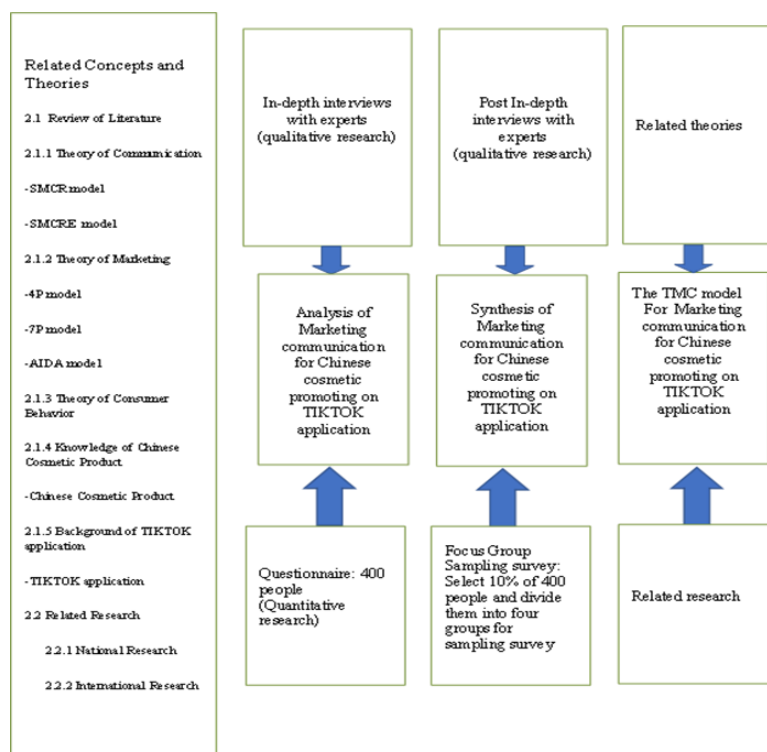 Related Concepts and
Theories
2.1 Review of Literature
2.1.1 Theory of Communication
-SMCR model
-SMCRE model
2.1.2 Theory of Marketing
-4P model
-7P model
-AIDA model
2.1.3 Theory of Consumer
Behavior
2.1.4 Knowledge of Chinese
Cosmetic Product
-Chinese Cosmetic Product
2.1.5 Background of TIKTOK
application
-TIKTOK application
2.2 Related Research
2.2.1 National Research
2.2.2 International Research
In-depth interviews
with experts
(qualitative research)
Post In-depth
interviews with
experts
(qualitative research)
Related theories
Analysis of
Marketing
communication
for Chinese
cosmetic
promoting on
TIKTOK
application
Synthesis of
Marketing
communication
for Chinese
cosmetic
promoting on
TIKTOK
application
The TMC model
For Marketing
communication
for Chinese
cosmetic
promoting on
TIKTOK
application
Questionnaire: 400
people
(Quantitative
research)
Focus Group
Sampling survey:
Select 10% of 400
people and divide
them into four
groups for
sampling survey
Related research